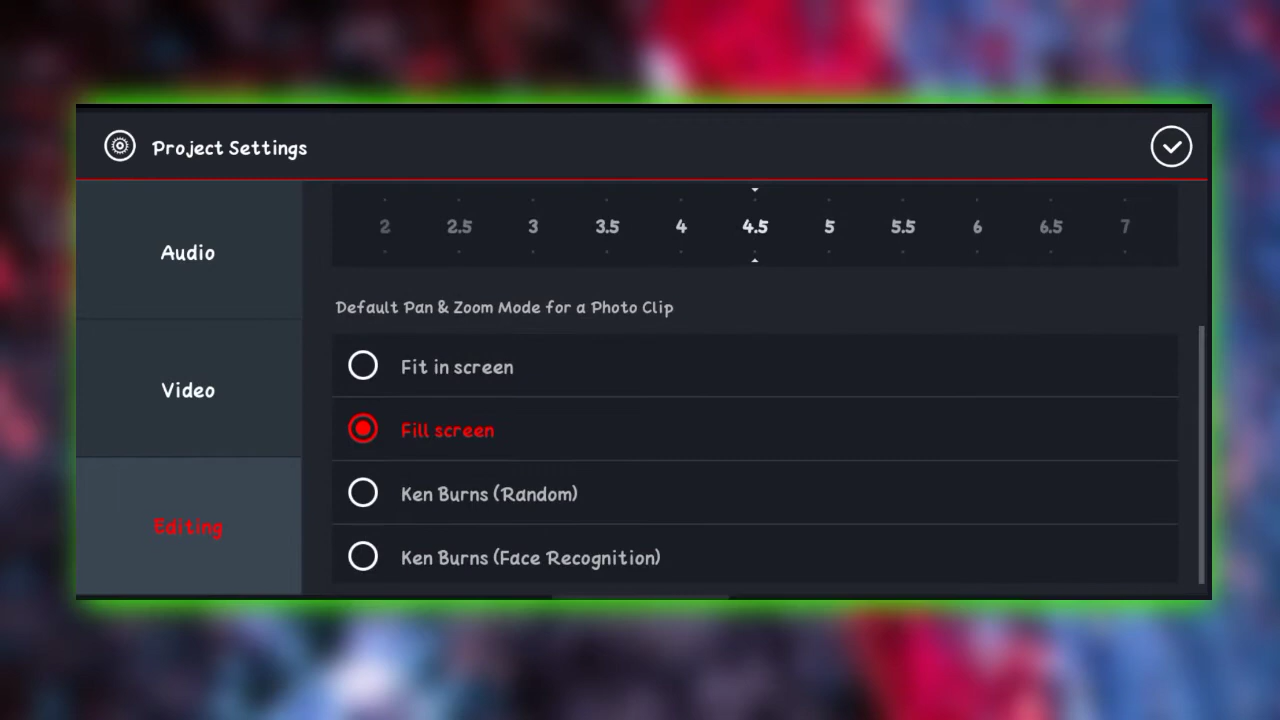 Project Settings
Audio
Video
Editing
2 2.5 3 3.5 4 4.5 5 5.5 6 6.5 7
Default Pan & Zoom Mode for a Photo Clip
Fit in screen
Fill screen
Ken Burns (Random)
Ken Burns (Face Recognition)